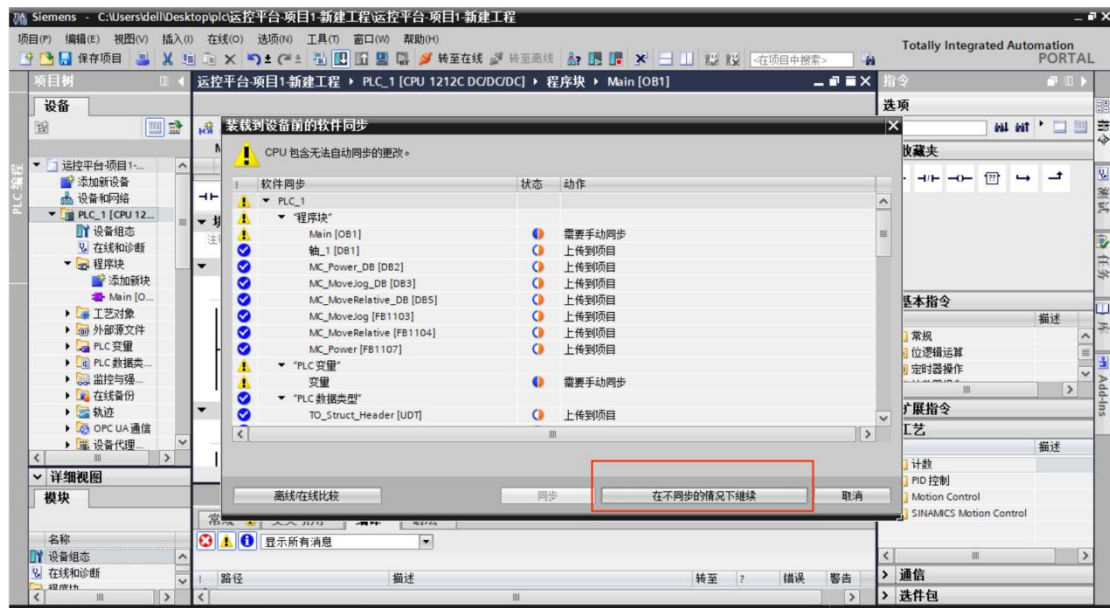 Siemens - C:\Users\dell\Desktop\plc\运控平台-项目1-新建工程\运控平台-项目1-新建工程
项目(P) 编辑(E) 视图(V) 插入(I) 在线(O) 选项(N) 工具(T) 窗口(W) 帮助(H)
Totally Integrated Automation
PORTAL
保存项目 转至在线 转至离线 <在项目中搜索>
项目树
运控平台-项目1-新建工程 ▸ PLC_1 [CPU 1212C DC/DC/DC] ▸ 程序块 ▸ Main [OB1]
指令
设备
选项
PLC 编程
运控平台-项目1-...
添加新设备
设备和网络
PLC_1 [CPU 12...
设备组态
在线和诊断
程序块
添加新块
Main [O...
工艺对象
外部源文件
PLC 变量
PLC 数据类...
监控与强...
在线备份
轨迹
OPC UA 通信
设备代理...
详细视图
模块
名称
设备组态
在线和诊断
装载到设备前的软件同步
CPU 包含无法自动同步的更改。
! 软件同步 状态 动作
PLC_1
"程序块"
Main [OB1] 需要手动同步
轴_1 [DB1] 上传到项目
MC_Power_DB [DB2] 上传到项目
MC_MoveJog_DB [DB3] 上传到项目
MC_MoveRelative_DB [DB5] 上传到项目
MC_MoveJog [FB1103] 上传到项目
MC_MoveRelative [FB1104] 上传到项目
MC_Power [FB1107] 上传到项目
"PLC 变量"
变量 需要手动同步
"PLC 数据类型"
TO_Struct_Header [UDT] 上传到项目
离线/在线比较 同步 在不同步的情况下继续 取消
显示所有消息
! 路径 描述 转至 ? 错误 警告
收藏夹
基本指令
描述
常规
位逻辑运算
定时器操作
扩展指令
工艺
描述
计数
PID 控制
Motion Control
SINAMICS Motion Control
通信
选件包
指令
测试
任务
库
Add-Ins